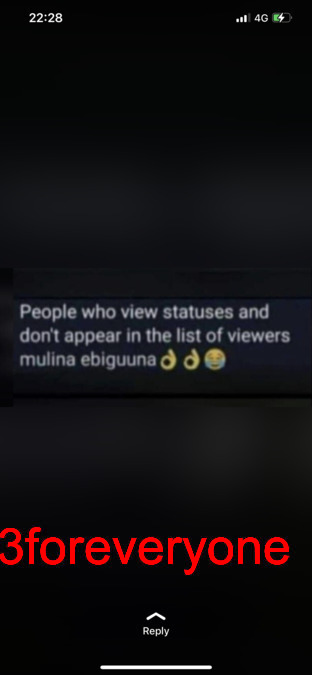 22:28
4G
People who view statuses and
don't appear in the list of viewers
mulina ebiguuna👌👌😂
3foreveryone
Reply